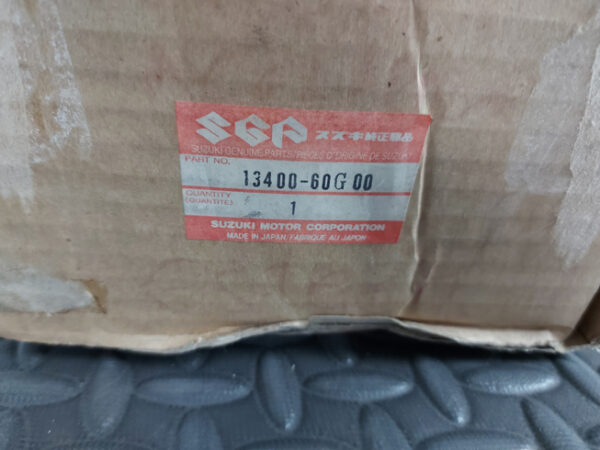 SGP スズキ純正部品
SUZUKI GENUINE PARTS/PIECES D'ORIGINE DE SUZUKI
PART NO.
13400-60G00
QUANTITY
(QUANTITE)
1
SUZUKI MOTOR CORPORATION
MADE IN JAPAN/FABRIQUE AU JAPON